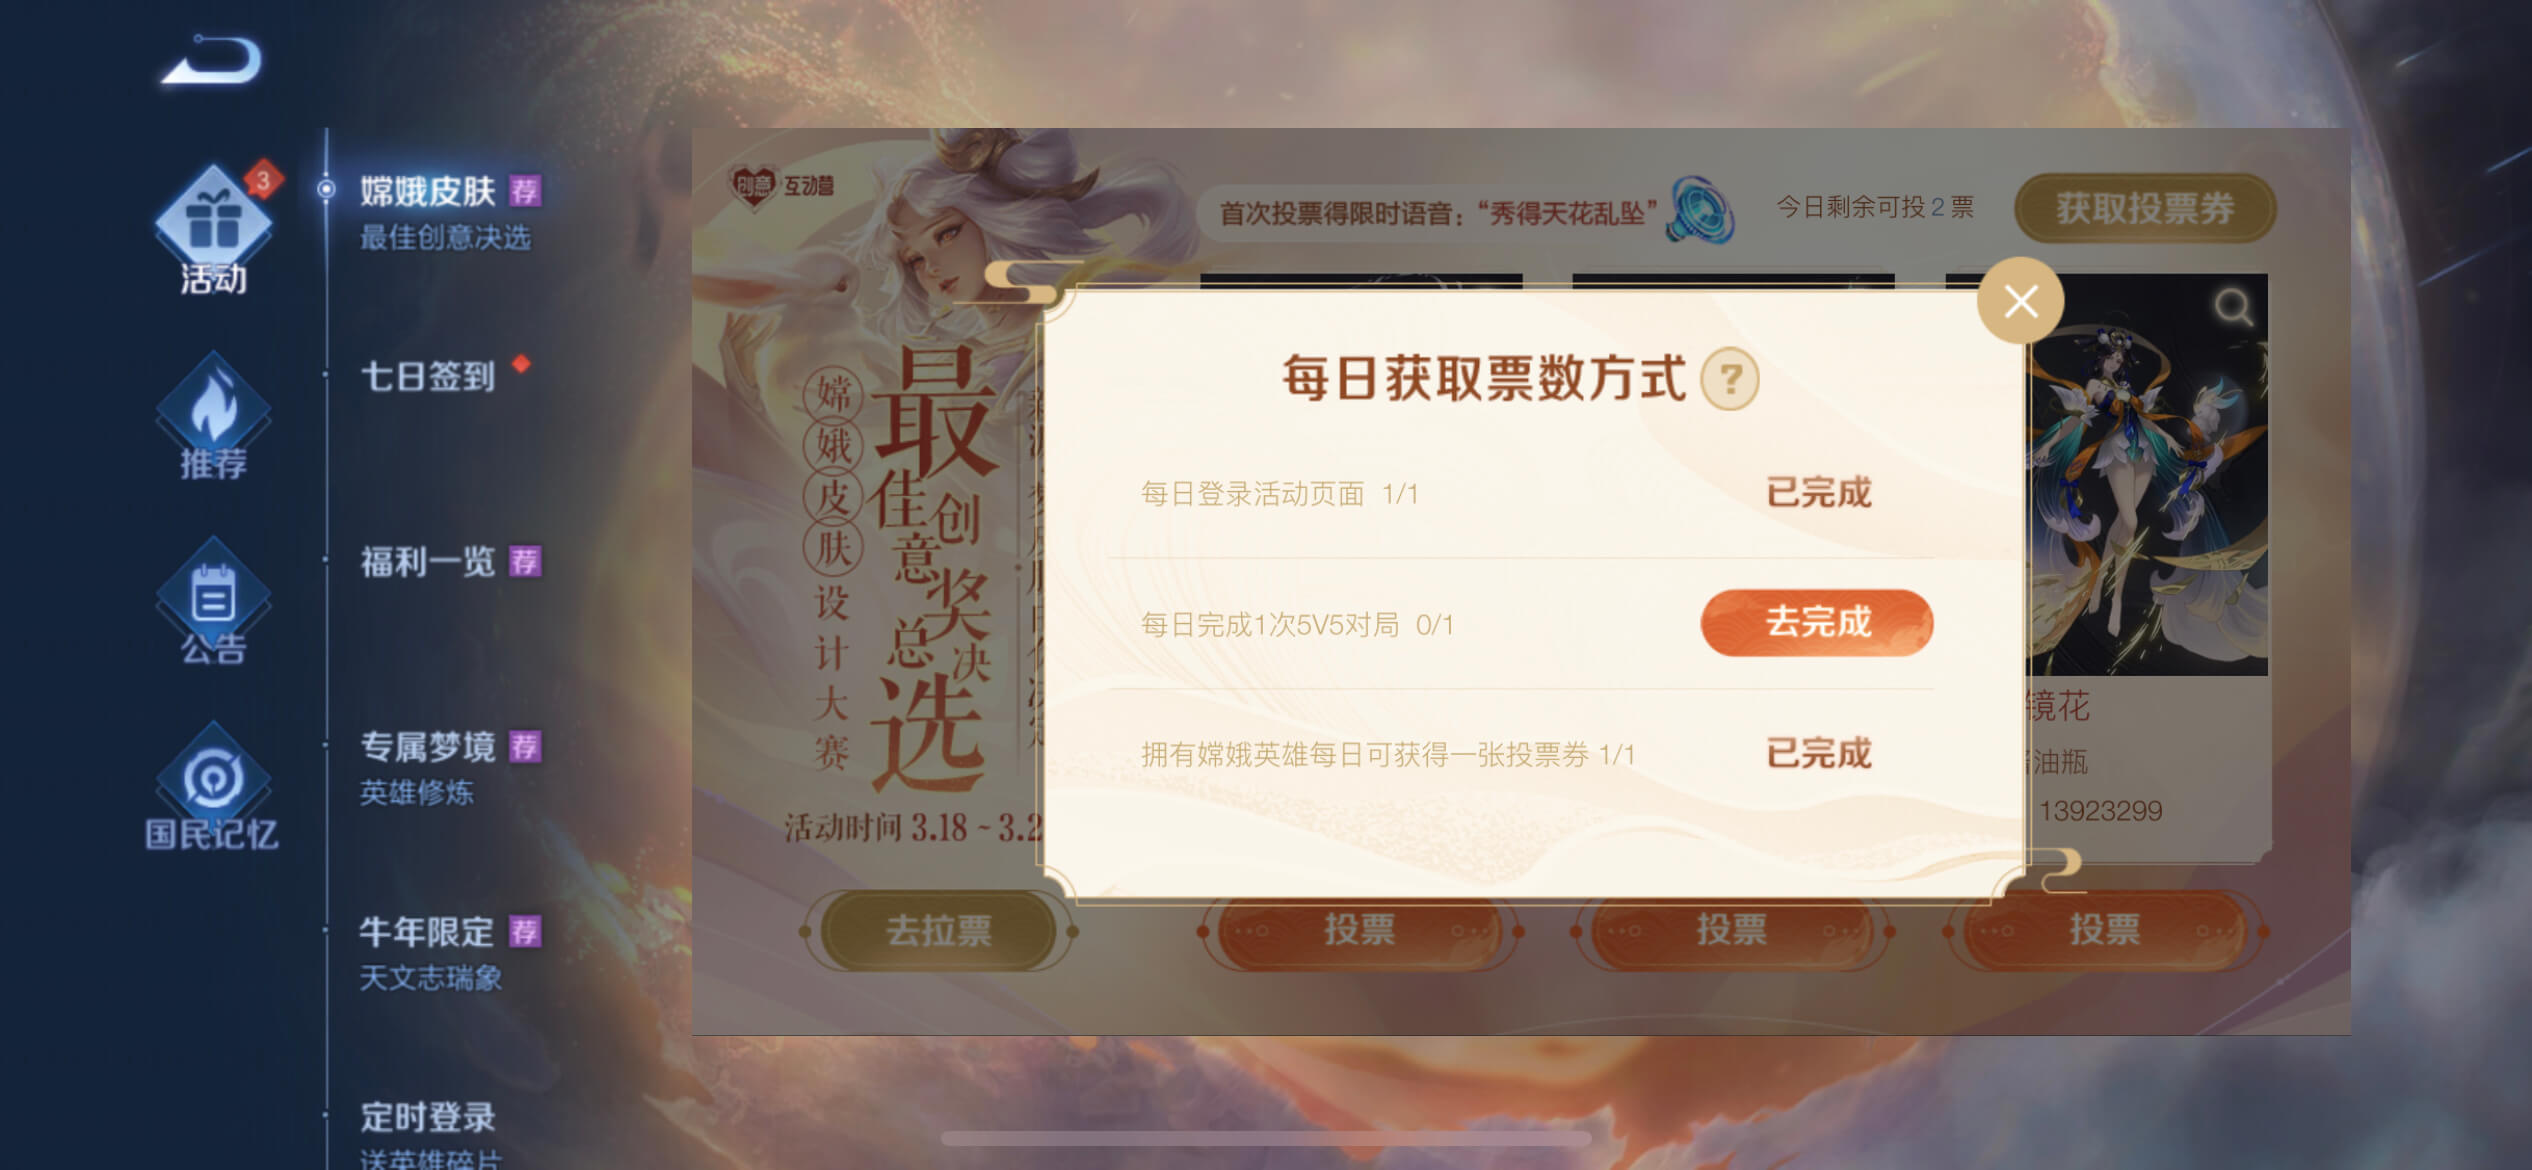 活动
3
推荐
公告
国民记忆
嫦娥皮肤 荐
最佳创意决选
七日签到
福利一览 荐
专属梦境 荐
英雄修炼
牛年限定 荐
天文志瑞象
定时登录
送英雄碎片
创意 互动营
首次投票得限时语音：“秀得天花乱坠”
今日剩余可投2票
获取投票券
嫦娥皮肤设计大赛
最佳创意奖总决选
活动时间 3.18 ~ 3.2
每日获取票数方式 ?
每日登录活动页面 1/1
已完成
每日完成1次5V5对局 0/1
去完成
拥有嫦娥英雄每日可获得一张投票券 1/1
已完成
镜花
油瓶
13923299
去拉票
投票
投票
投票